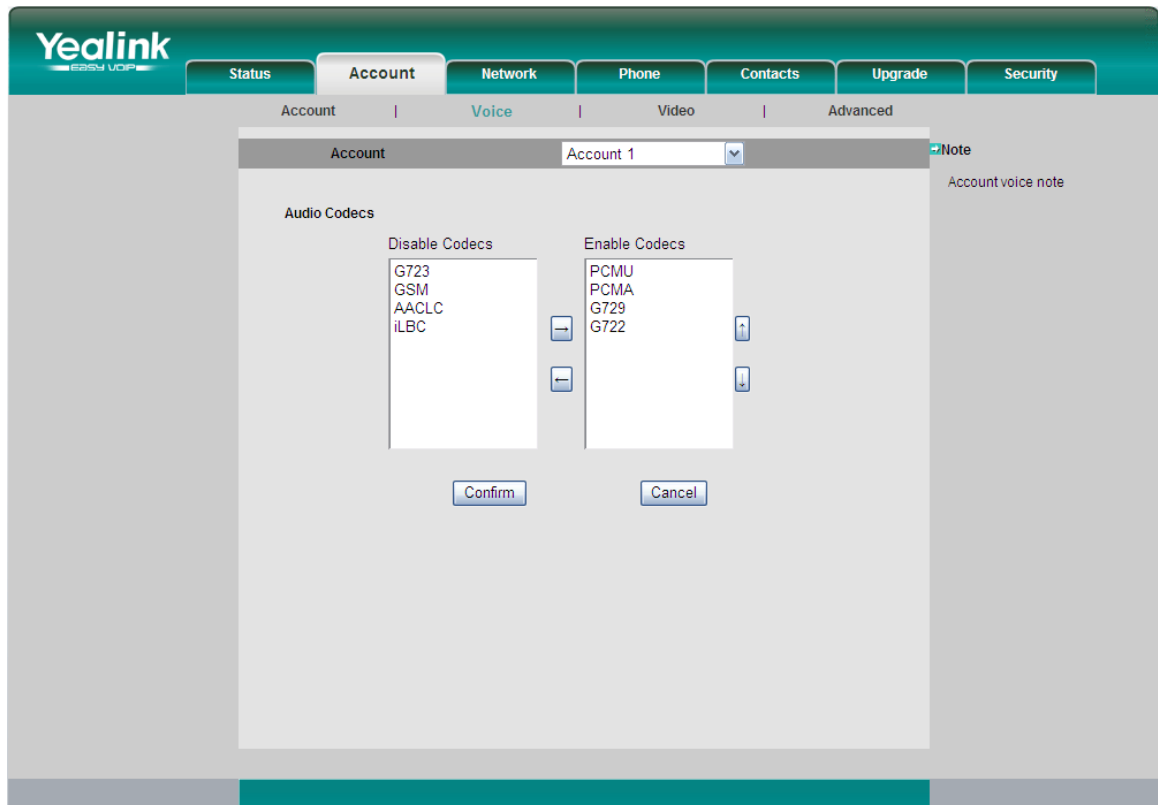 Yealink
EASY VOIP
Status Account Network Phone Contacts Upgrade Security
Account | Voice | Video | Advanced
Account Account 1
Note
Account voice note
Audio Codecs
Disable Codecs Enable Codecs
G723 PCMU
GSM PCMA
AACLC G729
iLBC G722
→ ↑
← ↓
Confirm Cancel